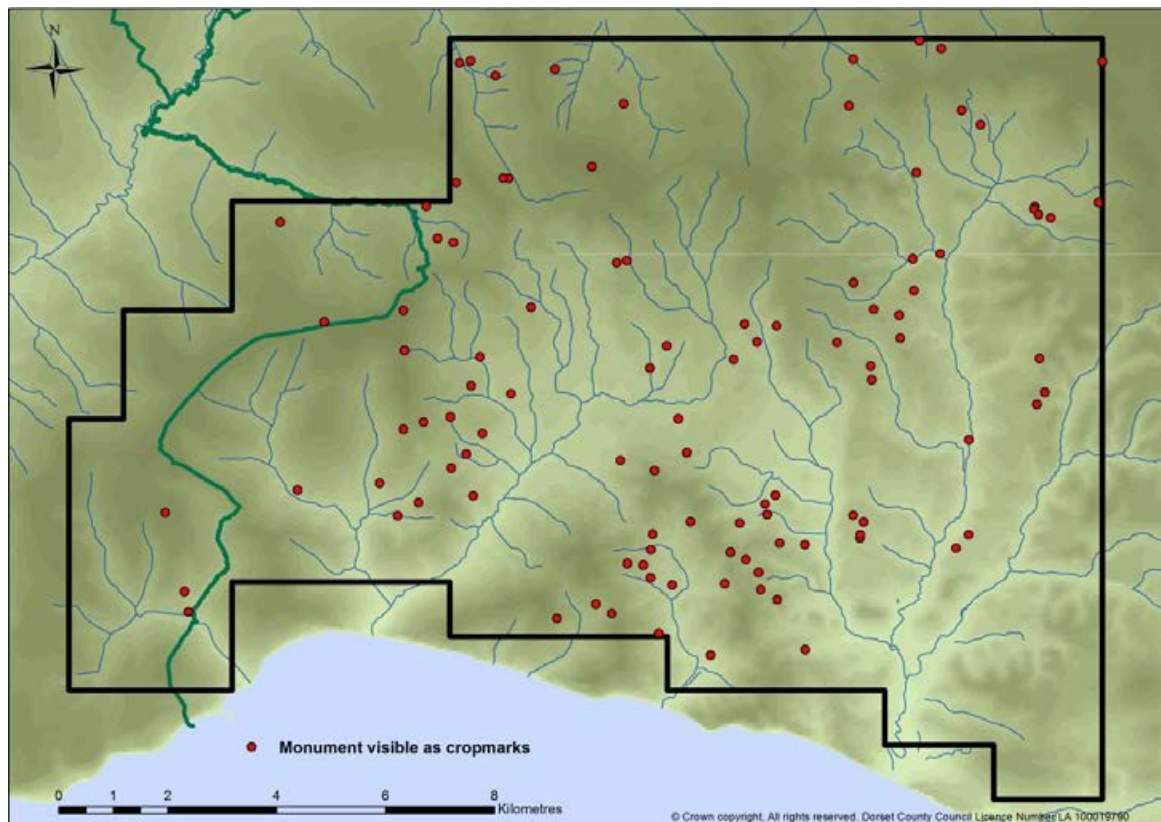 N
Monument visible as cropmarks
0 1 2 4 6 8
Kilometres
© Crown copyright. All rights reserved. Dorset County Council Licence Number LA 100019790